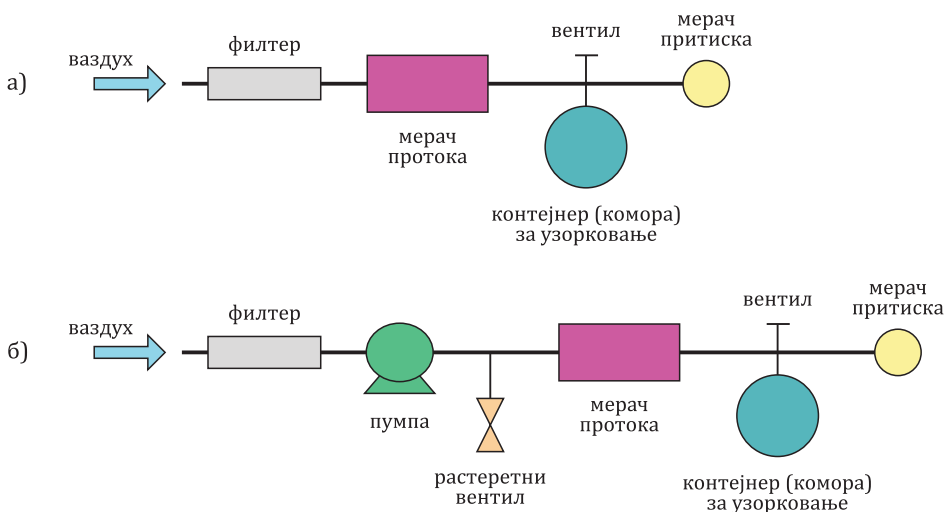 а)
ваздух
филтер
мерач
протока
вентил
мерач
притиска
контејнер (комора)
за узорковање
б)
ваздух
филтер
пумпа
растеретни
вентил
мерач
протока
вентил
мерач
притиска
контејнер (комора)
за узорковање